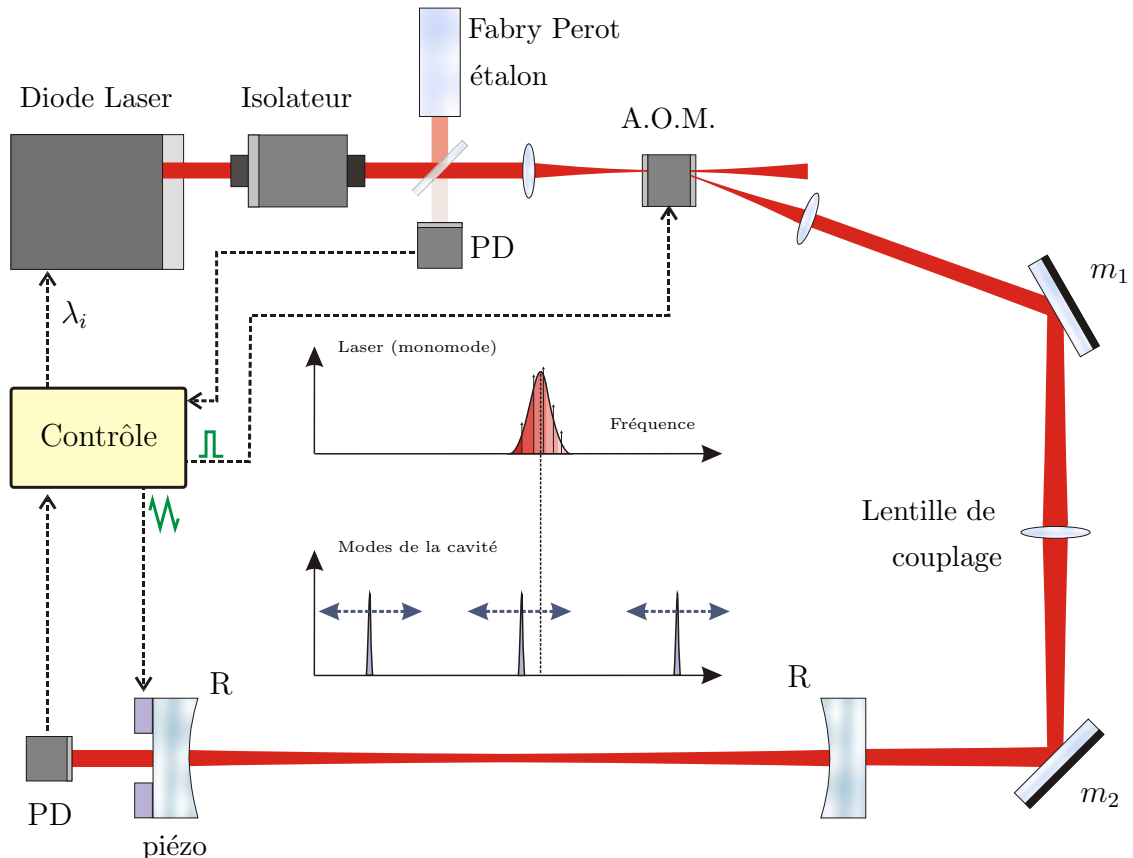 Fabry Perot
étalon
Diode Laser
Isolateur
A.O.M.
PD
m₁
λᵢ
Laser (monomode)
Fréquence
Contrôle
Lentille de
couplage
Modes de la cavité
R
R
PD
m₂
piézo